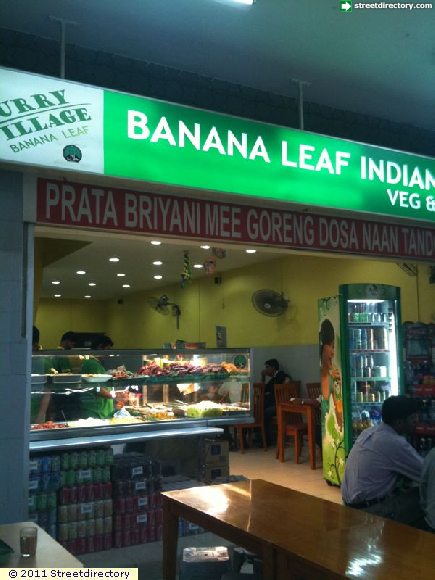 streetdirectory.com
URRY
ILLAGE
BANANA LEAF
BANANA LEAF INDIAN
VEG &
PRATA BRIYANI MEE GORENG DOSA NAAN TAND
© 2011 Streetdirectory